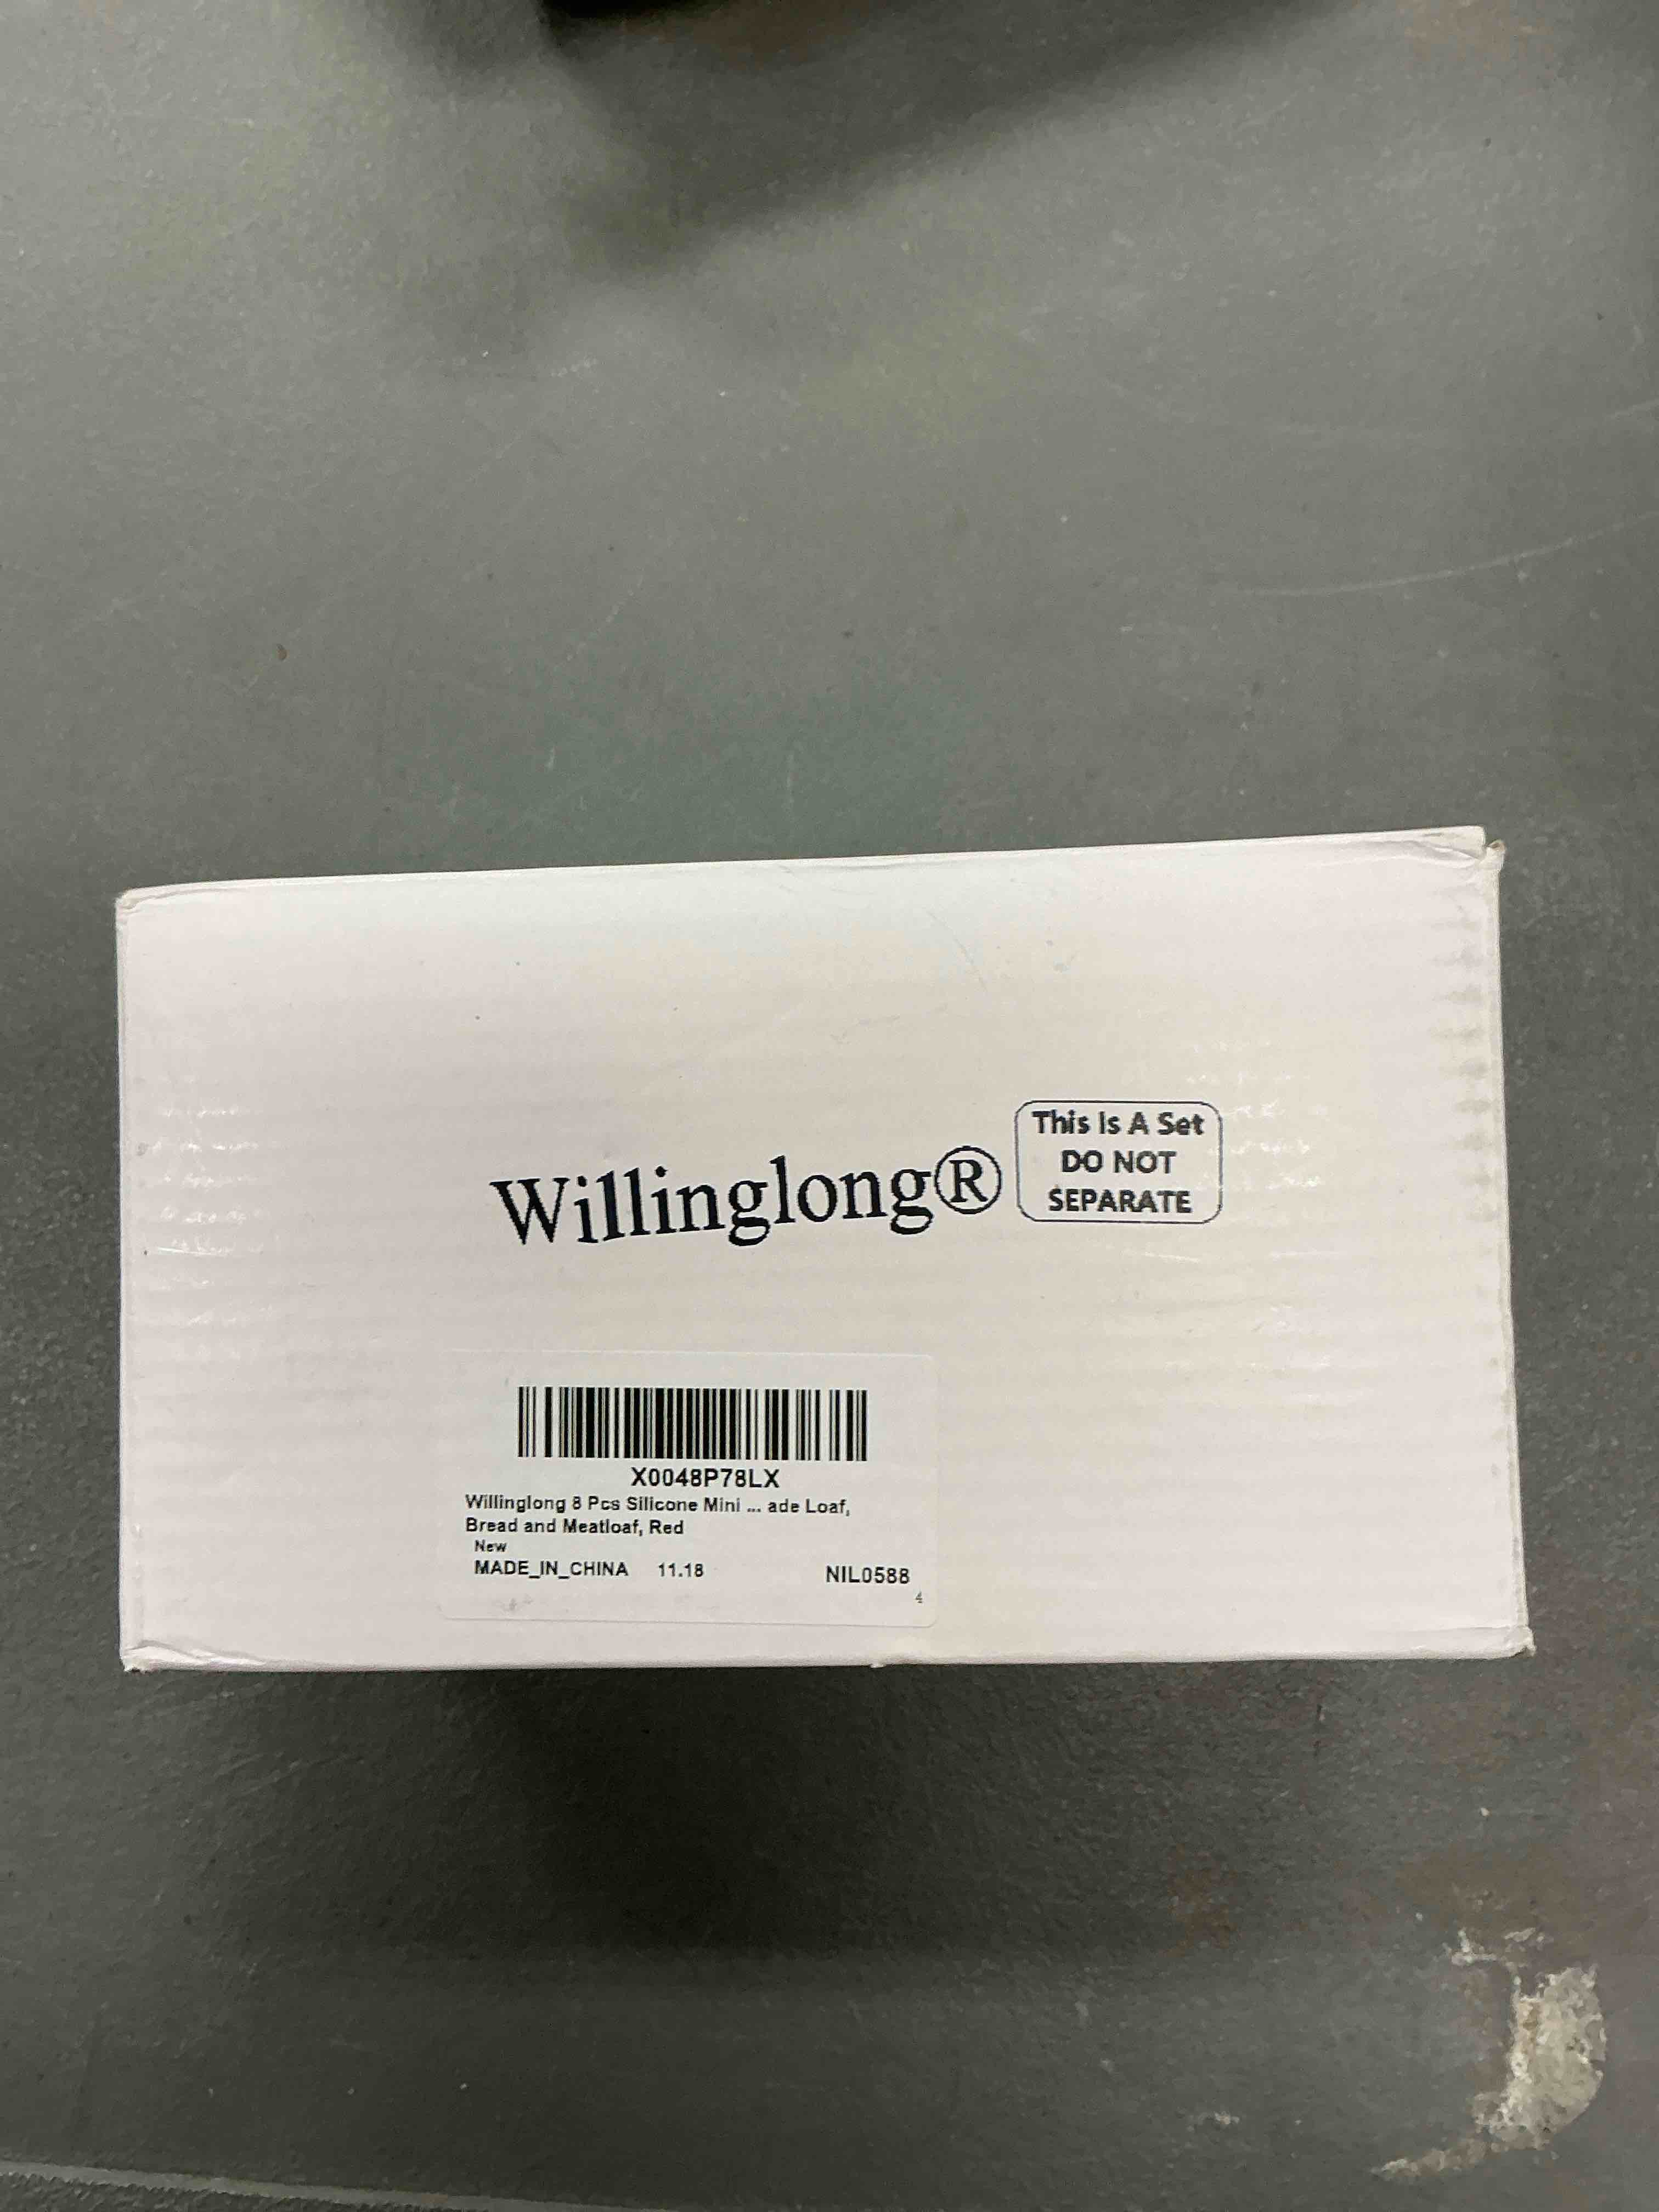 This Is A Set
DO NOT
SEPARATE
Willinglong®
X0048P78LX
Willinglong 8 Pcs Silicone Mini ... ade Loaf,
Bread and Meatloaf, Red
New
MADE_IN_CHINA 11.18 NIL0588
4